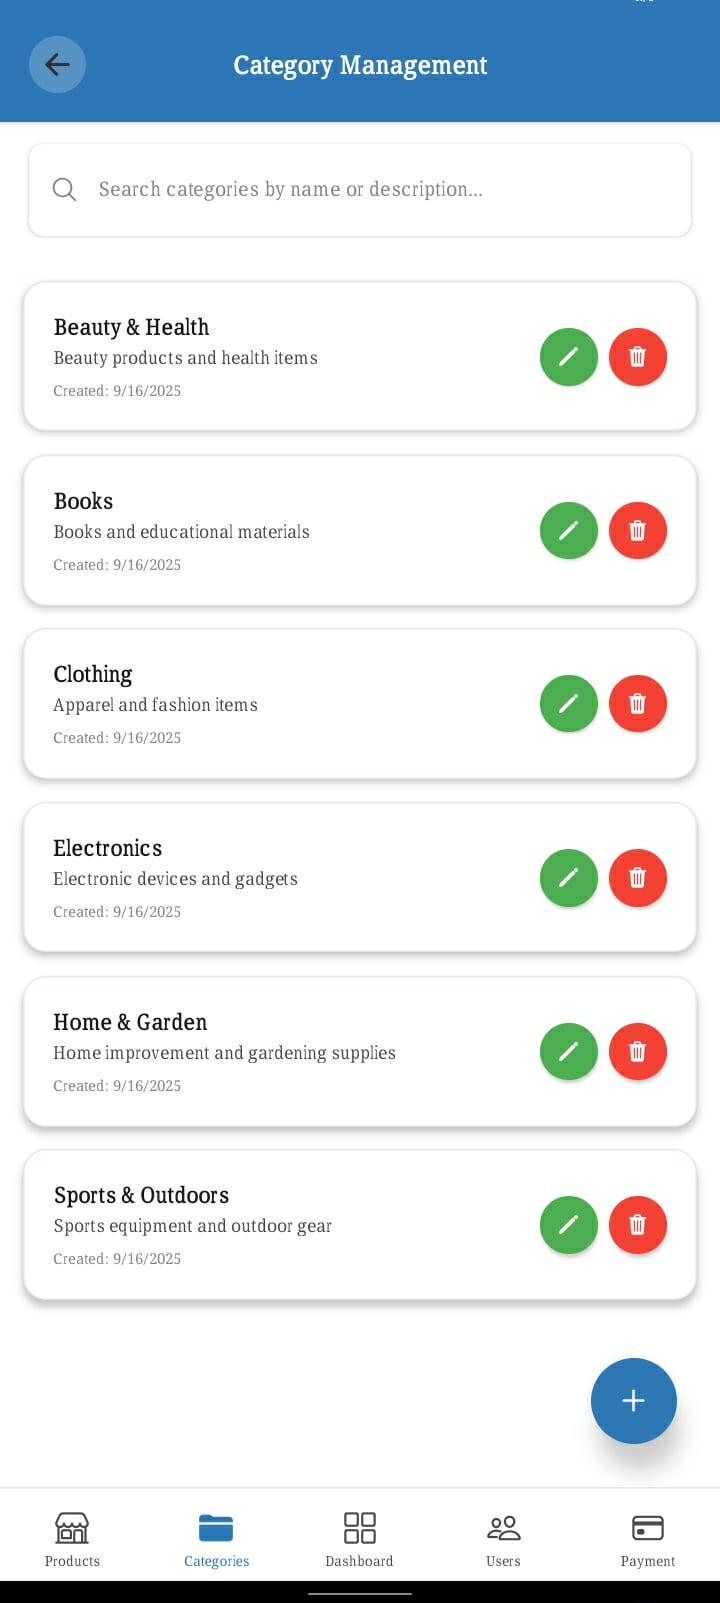 Category Management
Search categories by name or description...
Beauty & Health
Beauty products and health items
Created: 9/16/2025
Books
Books and educational materials
Created: 9/16/2025
Clothing
Apparel and fashion items
Created: 9/16/2025
Electronics
Electronic devices and gadgets
Created: 9/16/2025
Home & Garden
Home improvement and gardening supplies
Created: 9/16/2025
Sports & Outdoors
Sports equipment and outdoor gear
Created: 9/16/2025
Products Categories Dashboard Users Payment